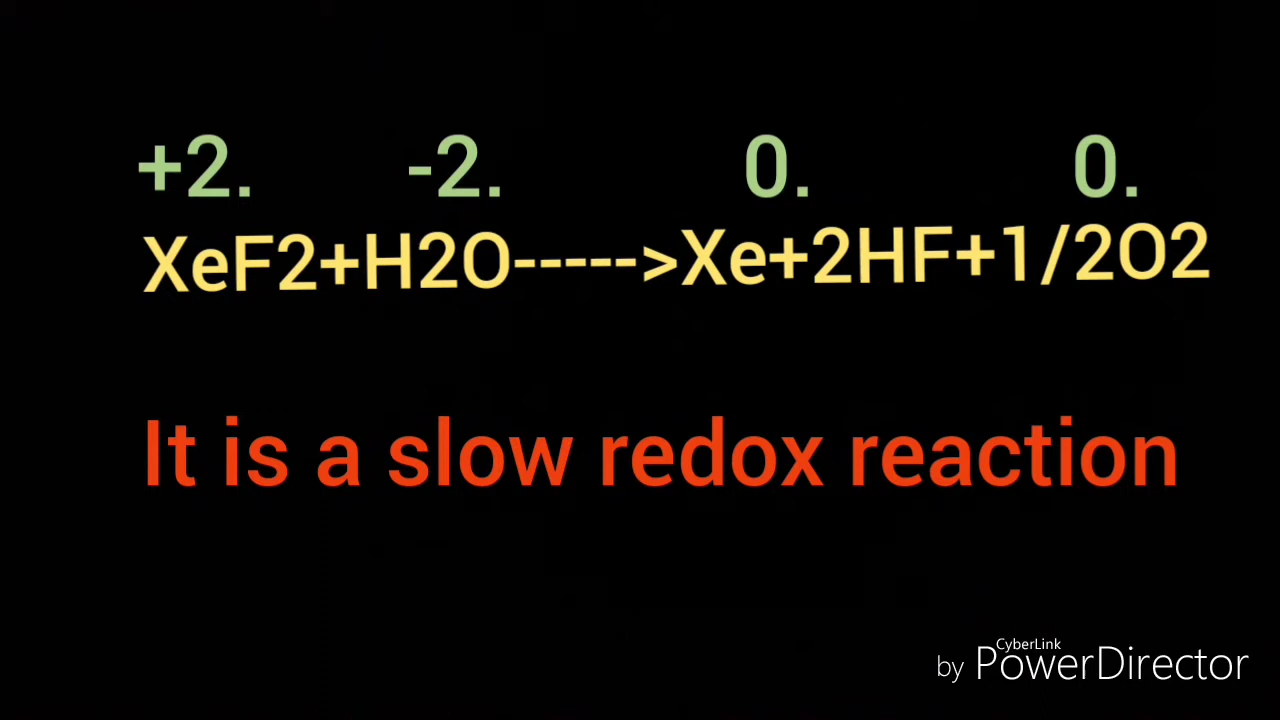 +2. -2. 0. 0.
XeF2+H2O----->Xe+2HF+1/2O2
It is a slow redox reaction
CyberLink
by PowerDirector